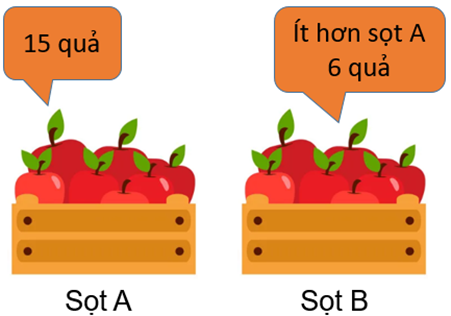 15 quả
Ít hơn sọt A
6 quả
Sọt A
Sọt B